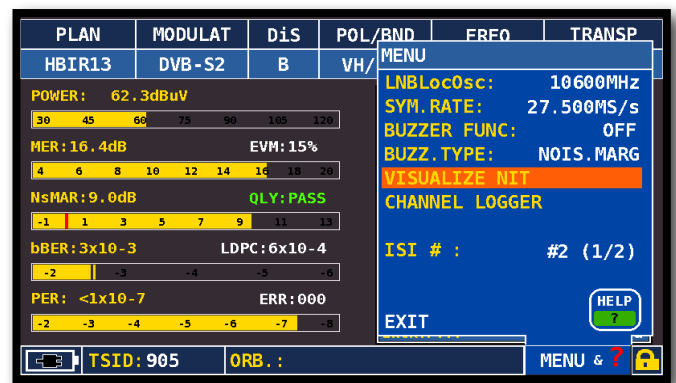 PLAN MODULAT DiS POL/BND FREQ TRANSP
HBIR13 DVB-S2 B VH/
MENU
LNBLocOsc: 10600MHz
SYM.RATE: 27.500MS/s
BUZZER FUNC: OFF
BUZZ.TYPE: NOIS.MARG
VISUALIZE NIT
CHANNEL LOGGER
ISI # : #2 (1/2)
HELP
?
EXIT
POWER: 62.3dBuV
30 45 60 75 90 105 120
MER:16.4dB EVM:15%
4 6 8 10 12 14 16 18 20
NsMAR:9.0dB QLY:PASS
-1 1 3 5 7 9 11 13
bBER:3x10-3 LDPC:6x10-4
-2 -3 -4 -5 -6
PER: <1x10-7 ERR:000
-2 -3 -4 -5 -6 -7 -8
TSID:905 ORB.: MENU & ?